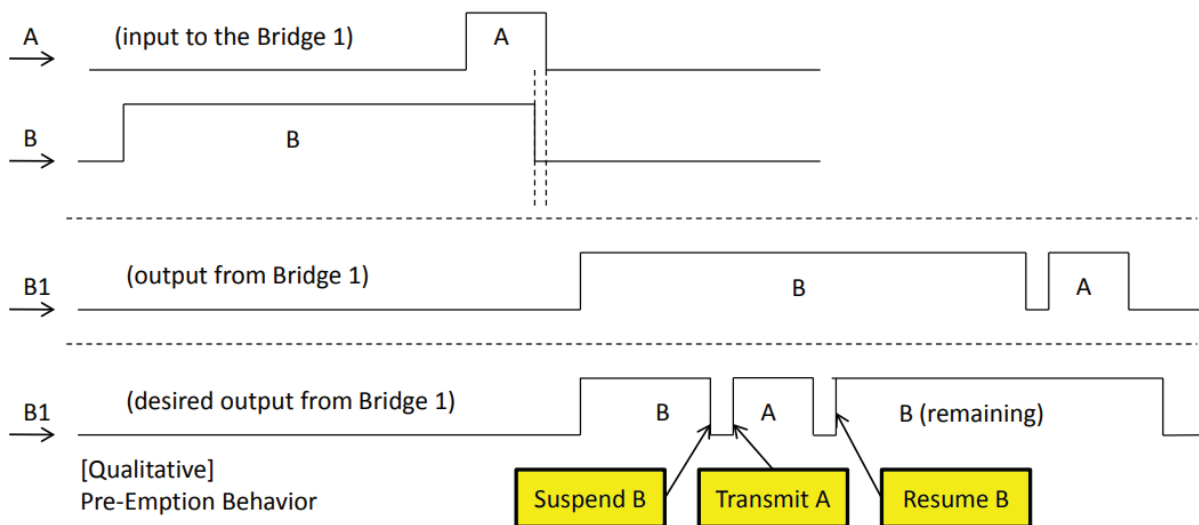 A (input to the Bridge 1) A
B B
B1 (output from Bridge 1) B A
B1 (desired output from Bridge 1) B A B (remaining)
[Qualitative]
Pre-Emption Behavior
Suspend B Transmit A Resume B